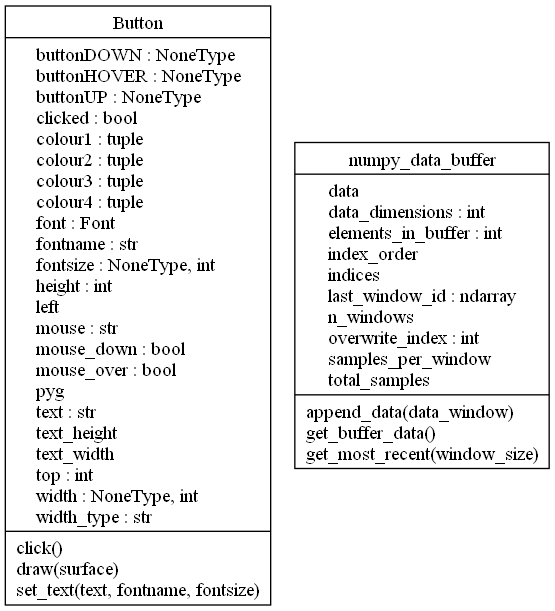 Button
buttonDOWN : NoneType
buttonHOVER : NoneType
buttonUP : NoneType
clicked : bool
colour1 : tuple
colour2 : tuple
colour3 : tuple
colour4 : tuple
font : Font
fontname : str
fontsize : NoneType, int
height : int
left
mouse : str
mouse_down : bool
mouse_over : bool
pyg
text : str
text_height
text_width
top : int
width : NoneType, int
width_type : str
click()
draw(surface)
set_text(text, fontname, fontsize)
numpy_data_buffer
data
data_dimensions : int
elements_in_buffer : int
index_order
indices
last_window_id : ndarray
n_windows
overwrite_index : int
samples_per_window
total_samples
append_data(data_window)
get_buffer_data()
get_most_recent(window_size)